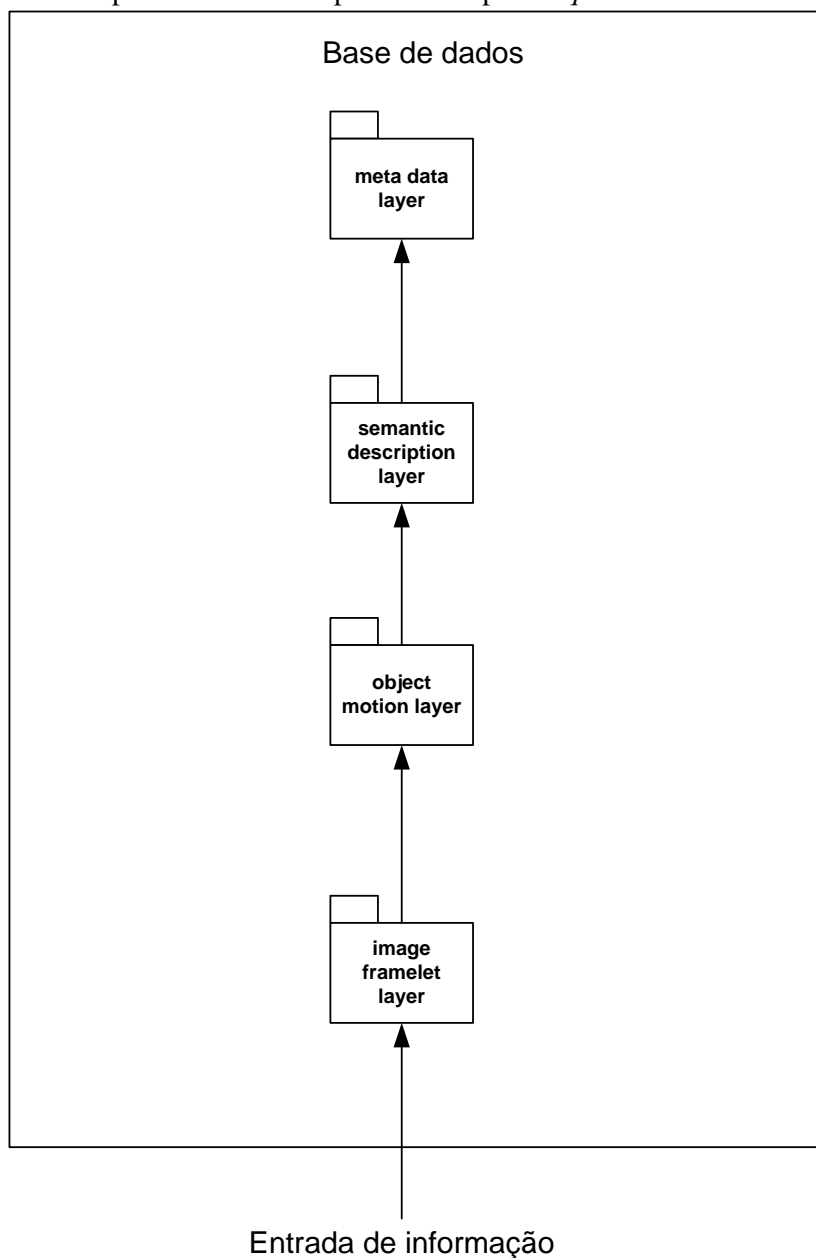 Base de dados
meta data
layer
semantic
description
layer
object
motion layer
image
framelet
layer
Entrada de informação